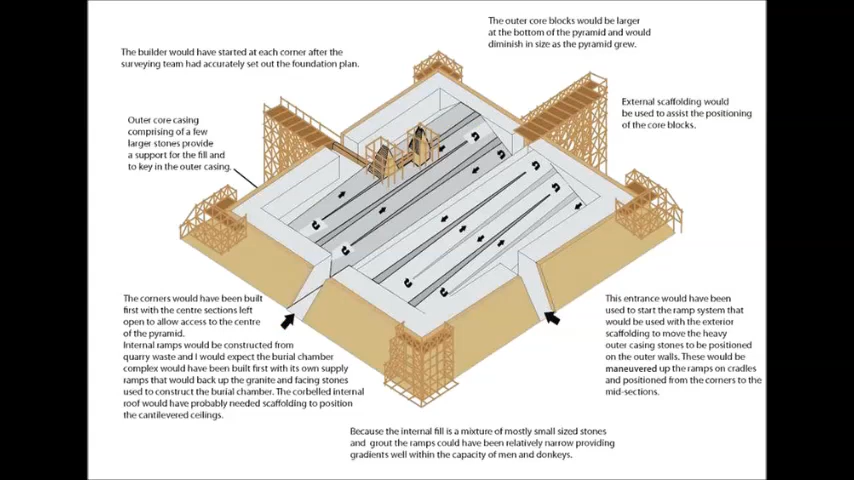 The outer core blocks would be larger
at the bottom of the pyramid and would
diminish in size as the pyramid grew.
The builder would have started at each corner after the
surveying team had accurately set out the foundation plan.
External scaffolding would
be used to assist the positioning
of the core blocks.
Outer core casing
comprising of a few
larger stones provide
a support for the fill and
to key in the outer casing.
The corners would have been built
first with the centre sections left
open to allow access to the centre
of the pyramid.
Internal ramps would be constructed from
quarry waste and I would expect the burial chamber
complex would have been built first with its own supply
ramps that would back up the granite and facing stones
used to construct the burial chamber. The corbelled internal
roof would have probably needed scaffolding to position
the cantilevered ceilings.
This entrance would have been
used to start the ramp system that
would be used with the exterior
scaffolding to move the heavy
outer casing stones to be positioned
on the outer walls. These would be
maneuvered up the ramps on cradles
and positioned from the corners to the
mid-sections.
Because the internal fill is a mixture of mostly small sized stones
and grout the ramps could have been relatively narrow providing
gradients well within the capacity of men and donkeys.